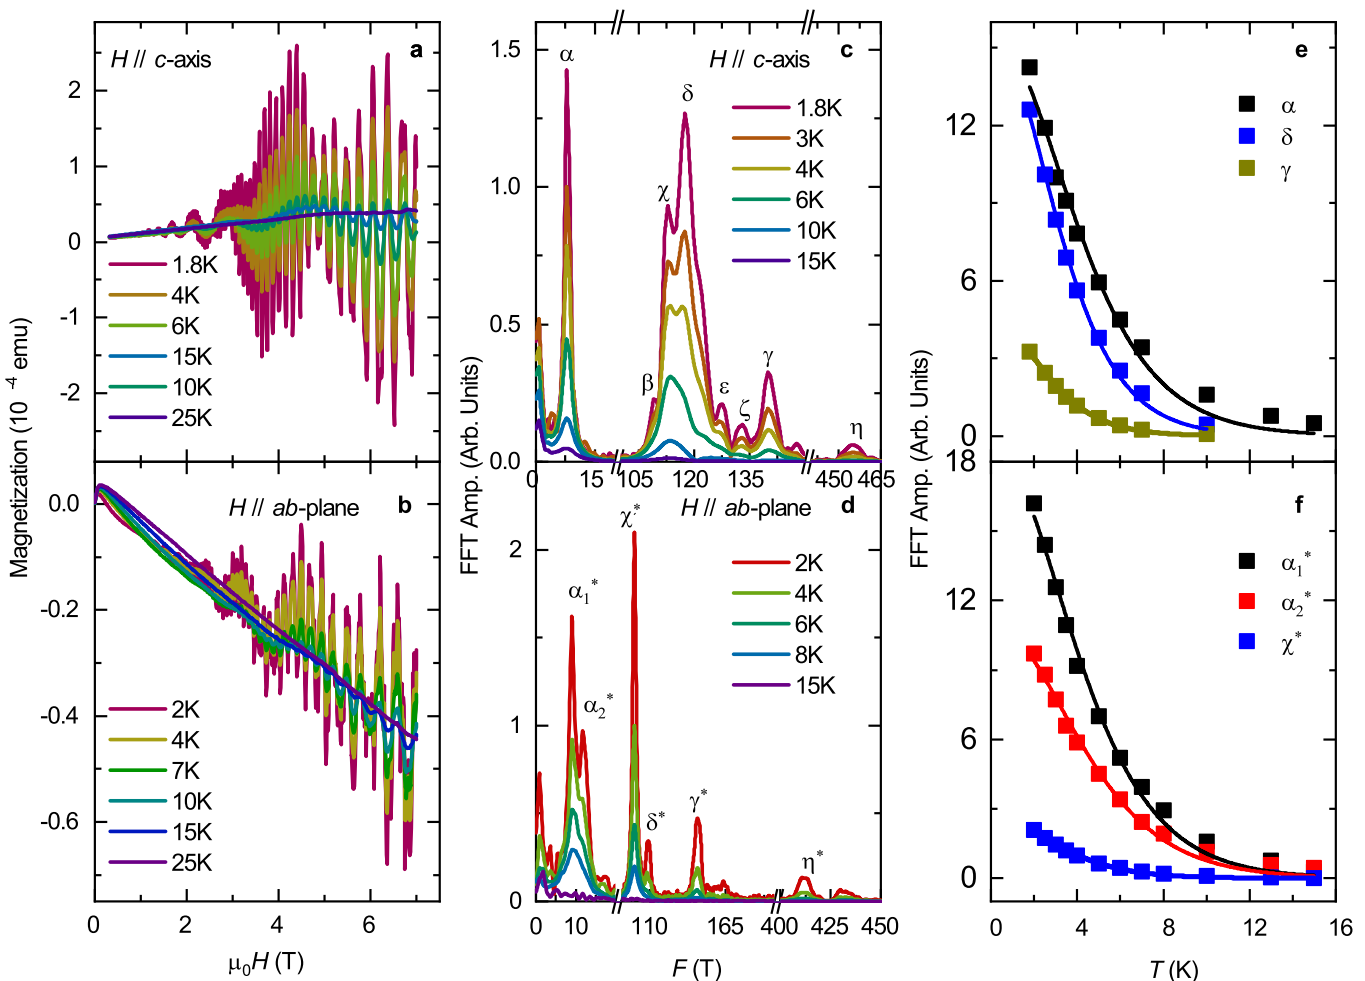 H // c-axis
a
2
1
0
-1
-2
1.8K
4K
6K
15K
10K
25K
Magnetization (10⁻⁴ emu)
H // ab-plane
b
0.0
-0.2
-0.4
-0.6
2K
4K
7K
10K
15K
25K
0 2 4 6
μ₀H (T)
H // c-axis
c
1.5
1.0
0.5
0.0
α
β
χ
δ
ε
ζ
γ
η
1.8K
3K
4K
6K
10K
15K
15 105 120 135 450 465
FFT Amp. (Arb. Units)
H // ab-plane
d
2
1
0
α₁*
α₂*
χ*
δ*
γ*
η*
2K
4K
6K
8K
15K
0 10 110 165 400 425 450
F (T)
e
18
12
6
0
α
δ
γ
FFT Amp. (Arb. Units)
f
18
12
6
0
α₁*
α₂*
χ*
0 4 8 12 16
T (K)